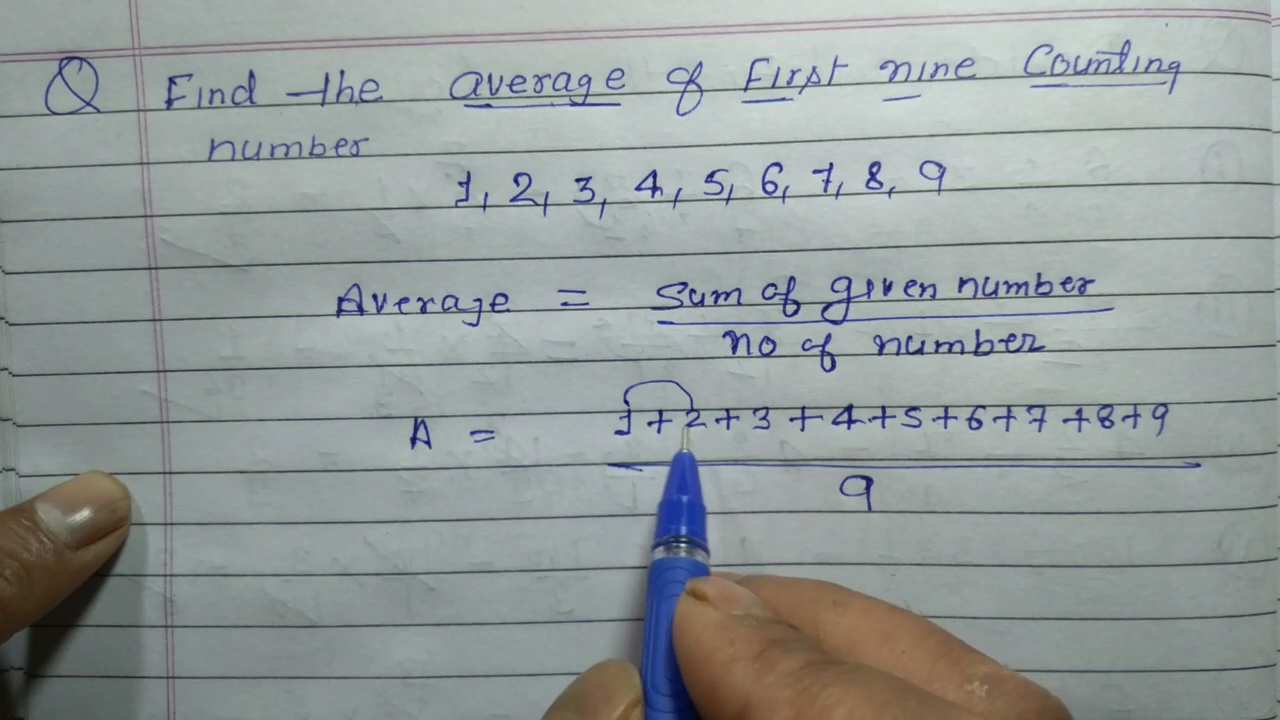 Q Find the average of First nine Counting
number
1, 2, 3, 4, 5, 6, 7, 8, 9
Average = Sum of given number
no of number
A = 1+2+3+4+5+6+7+8+9
9